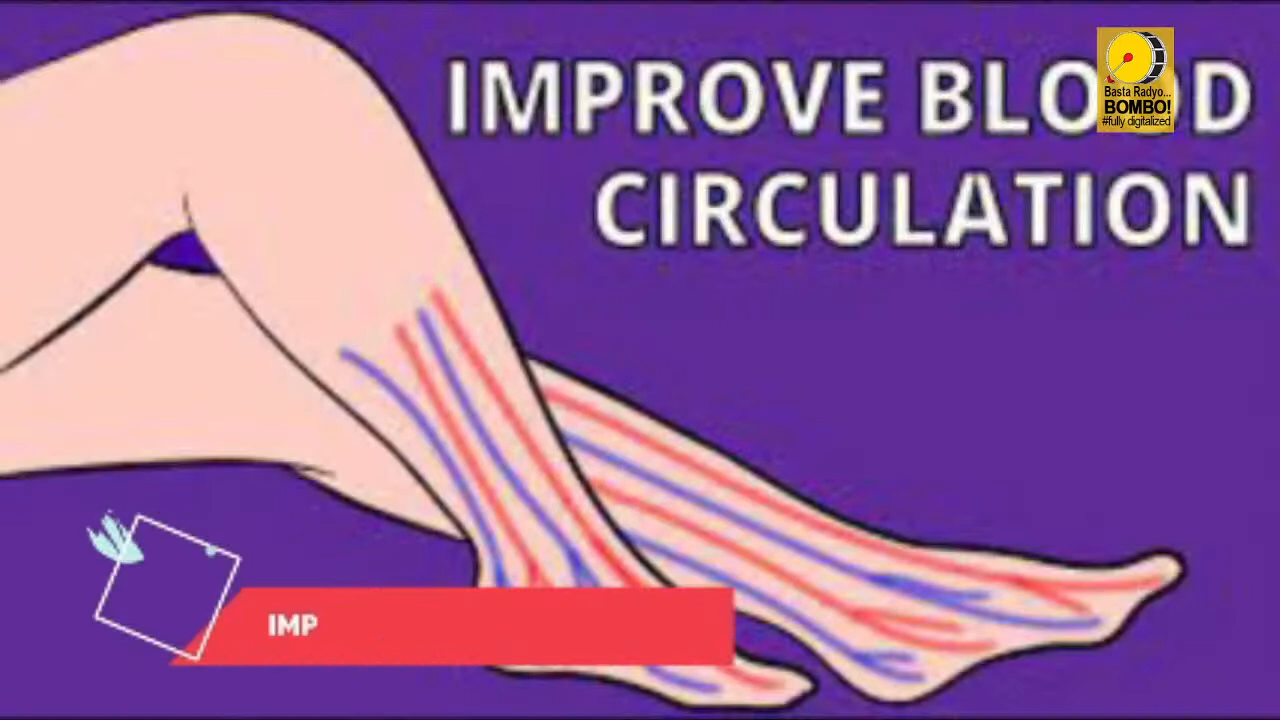 IMPROVE BLOOD
CIRCULATION
Basta Radyo...
BOMBO!
#fully digitalized
IMP